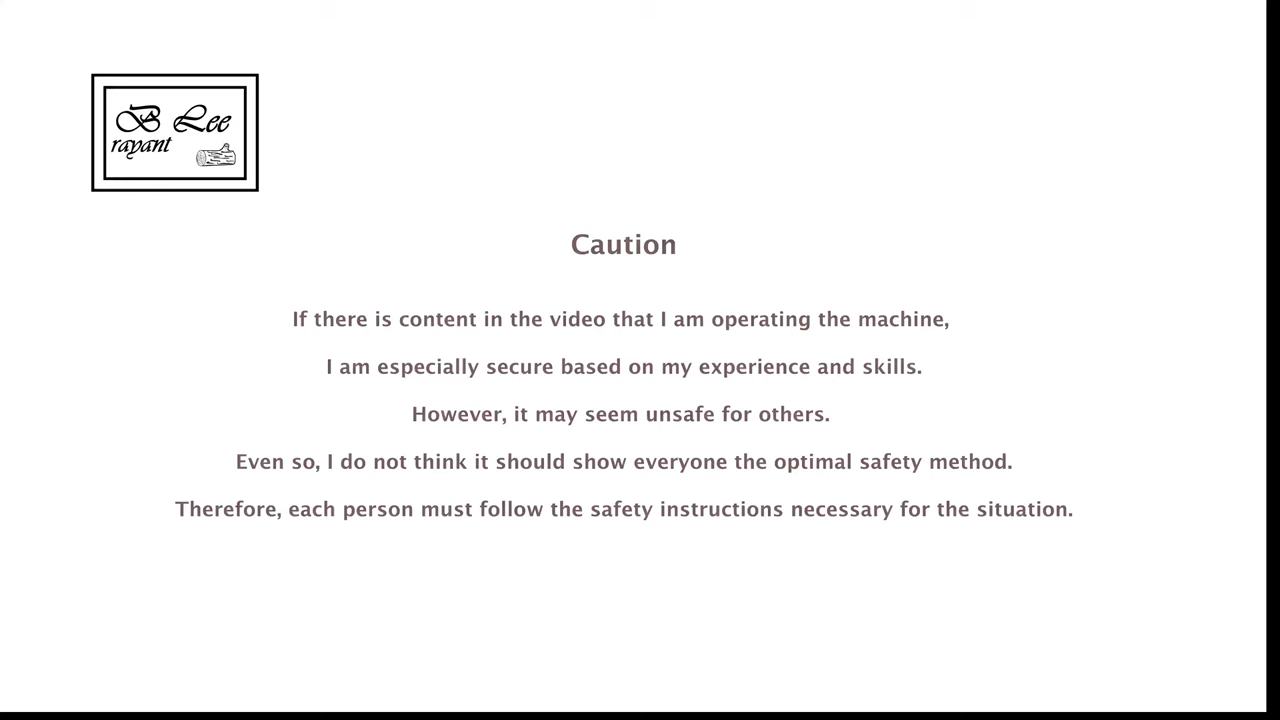 B Lee
rayant
Caution
If there is content in the video that I am operating the machine,
I am especially secure based on my experience and skills.
However, it may seem unsafe for others.
Even so, I do not think it should show everyone the optimal safety method.
Therefore, each person must follow the safety instructions necessary for the situation.